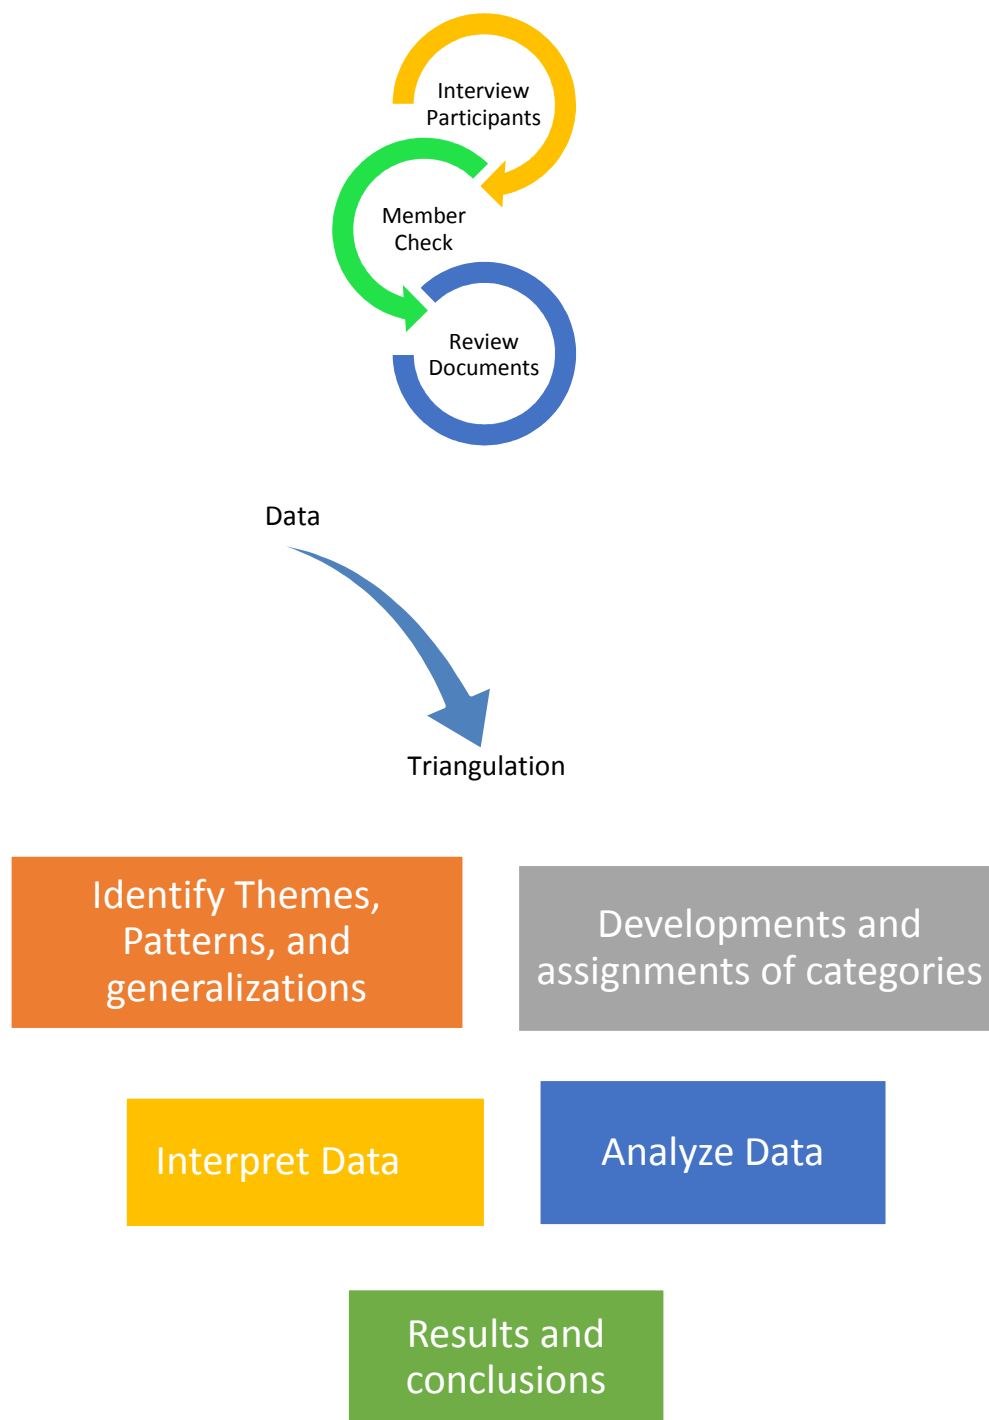 Interview
Participants
Member
Check
Review
Documents
Data
Triangulation
Identify Themes,
Patterns, and
generalizations
Developments and
assignments of categories
Interpret Data
Analyze Data
Results and
conclusions